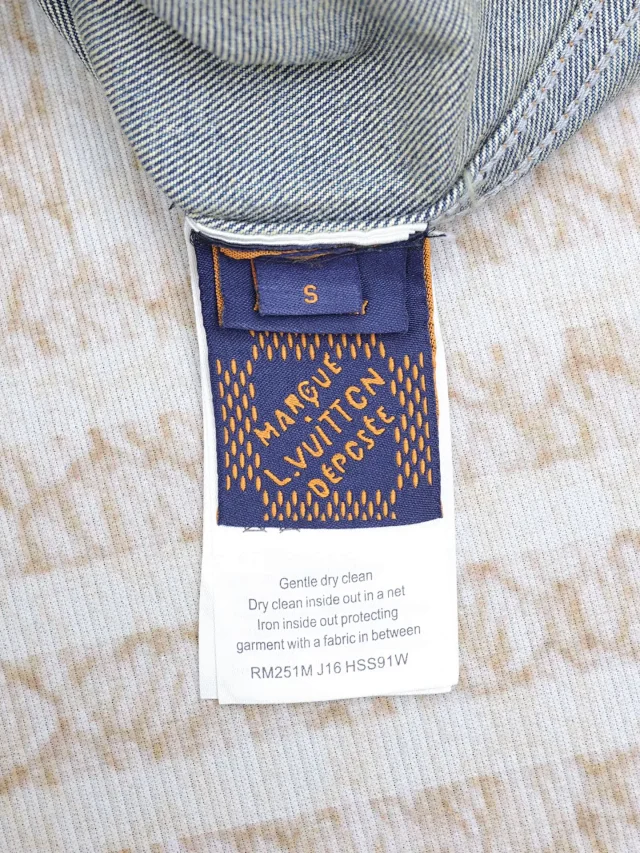 S
MARQUE
L.VUITTON
DÉPOSÉE
Gentle dry clean
Dry clean inside out in a net
Iron inside out protecting
garment with a fabric in between
RM251M J16 HSS91W